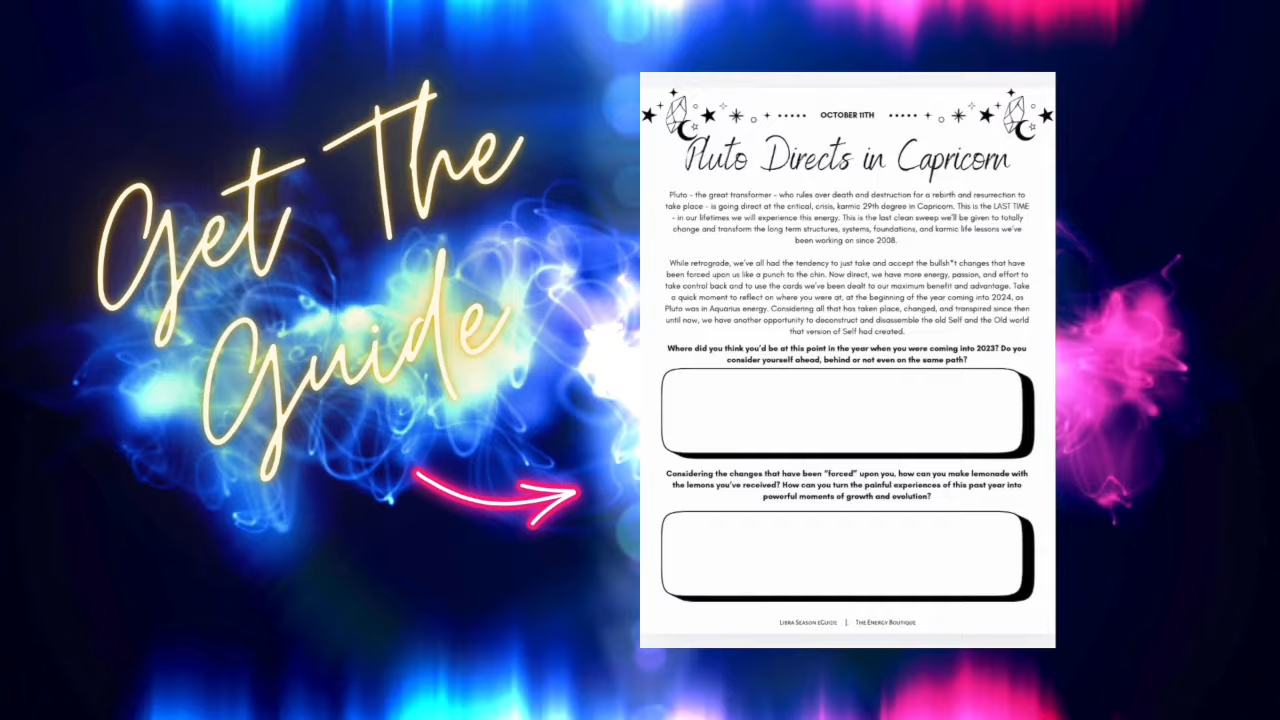 Get The
Guide
OCTOBER 11TH
Pluto Directs in Capricorn
Pluto - the great transformer - who rules over death and destruction for a rebirth and resurrection to
take place - is going direct at the critical, crisis, karmic 29th degree in Capricorn. This is the LAST TIME
- in our lifetimes we will experience this energy. This is the last clean sweep we'll be given to totally
change and transform the long term structures, systems, foundations, and karmic life lessons we've
been working on since 2008.
While retrograde, we've all had the tendency to just take and accept the bullsh*t changes that have
been forced upon us like a punch to the chin. Now direct, we have more energy, passion, and effort to
take control back and to use the cards we've been dealt to our maximum benefit and advantage. Take
a quick moment to reflect on where you were at, at the beginning of the year coming into 2024, as
Pluto was in Aquarius energy. Considering all that has taken place, changed, and transpired since then
until now, we have another opportunity to deconstruct and disassemble the old Self and the Old world
that version of Self had created.
Where did you think you'd be at this point in the year when you were coming into 2023? Do you
consider yourself ahead, behind or not even on the same path?
Considering the changes that have been "forced" upon you, how can you make lemonade with
the lemons you've received? How can you turn the painful experiences of this past year into
powerful moments of growth and evolution?
Libra Season eGuide | The Energy Boutique